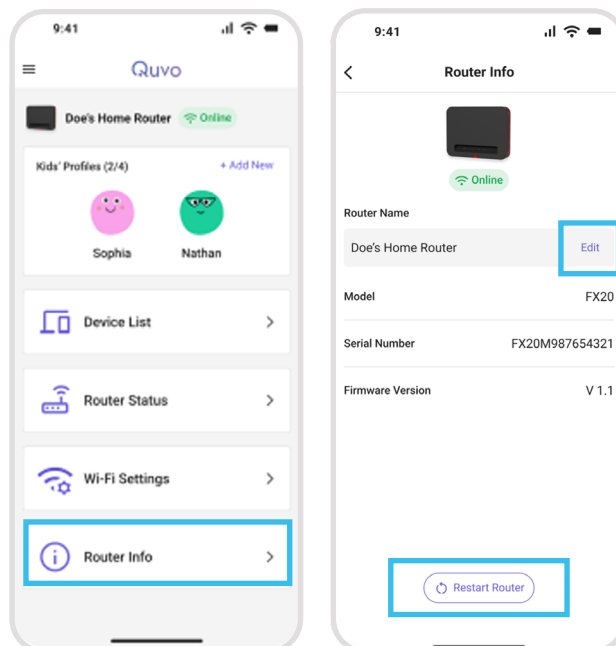 9:41
Quvo
Doe's Home Router Online
Kids' Profiles (2/4) + Add New
Sophia Nathan
Device List
Router Status
Wi-Fi Settings
Router Info
9:41
Router Info
Online
Router Name
Doe's Home Router Edit
Model FX20
Serial Number FX20M987654321
Firmware Version V 1.1
Restart Router